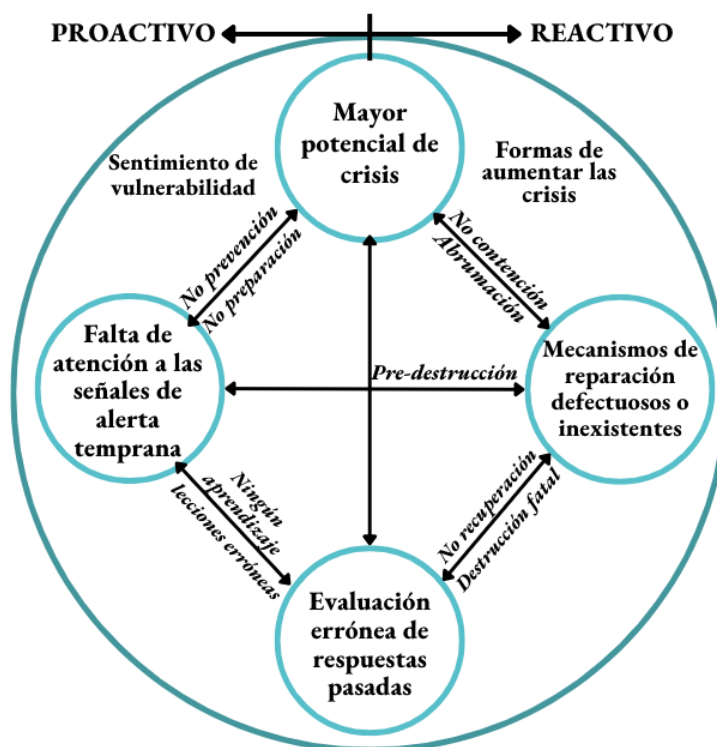 PROACTIVO
REACTIVO
Mayor
potencial de
crisis
Sentimiento de
vulnerabilidad
Formas de
aumentar las
crisis
No prevención
No preparación
No contención
Abrumación
Falta de
atención a las
señales de
alerta
temprana
Pre-destrucción
Mecanismos de
reparación
defectuosos o
inexistentes
Ningún
aprendizaje
lecciones erróneas
No recuperación
Destrucción fatal
Evaluación
errónea de
respuestas
pasadas